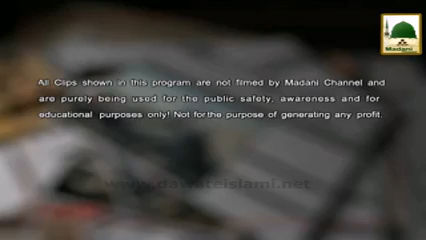 Madani
All Clips shown in this program are not filmed by Madani Channel and
are purely being used for the public safety, awareness and for
educational purposes only! Not for the purpose of generating any profit.
www.dawateislami.net